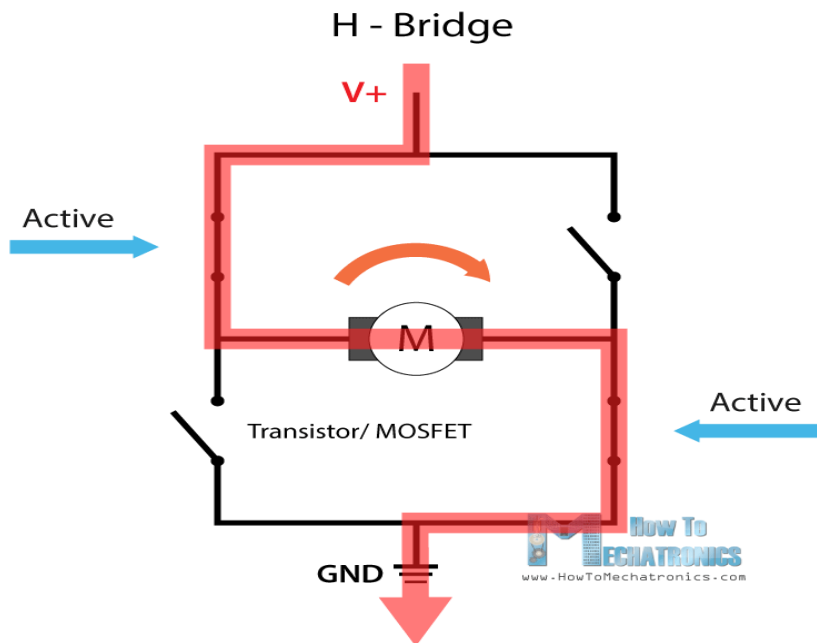 H - Bridge
V+
Active
M
Active
Transistor/ MOSFET
How To
MECHATRONICS
GND
www.HowToMechatronics.com